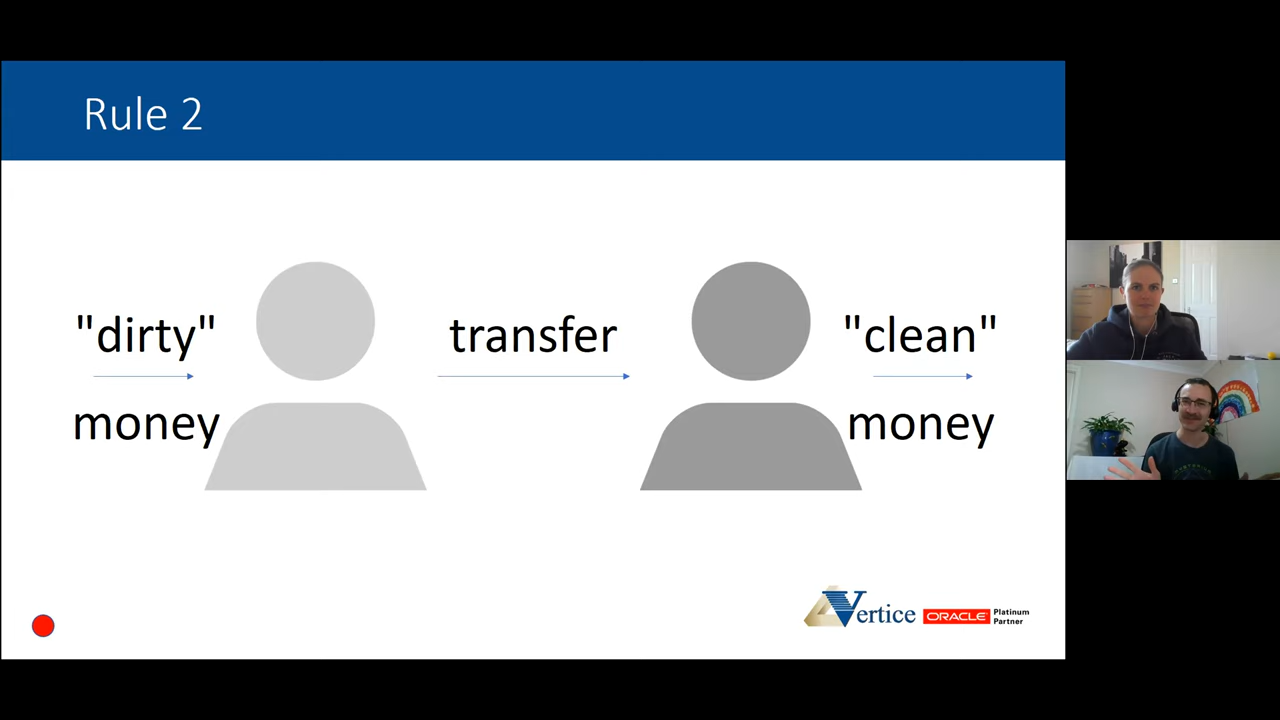 Rule 2
"dirty"
money
transfer
"clean"
money
Vertice ORACLE Platinum
Partner